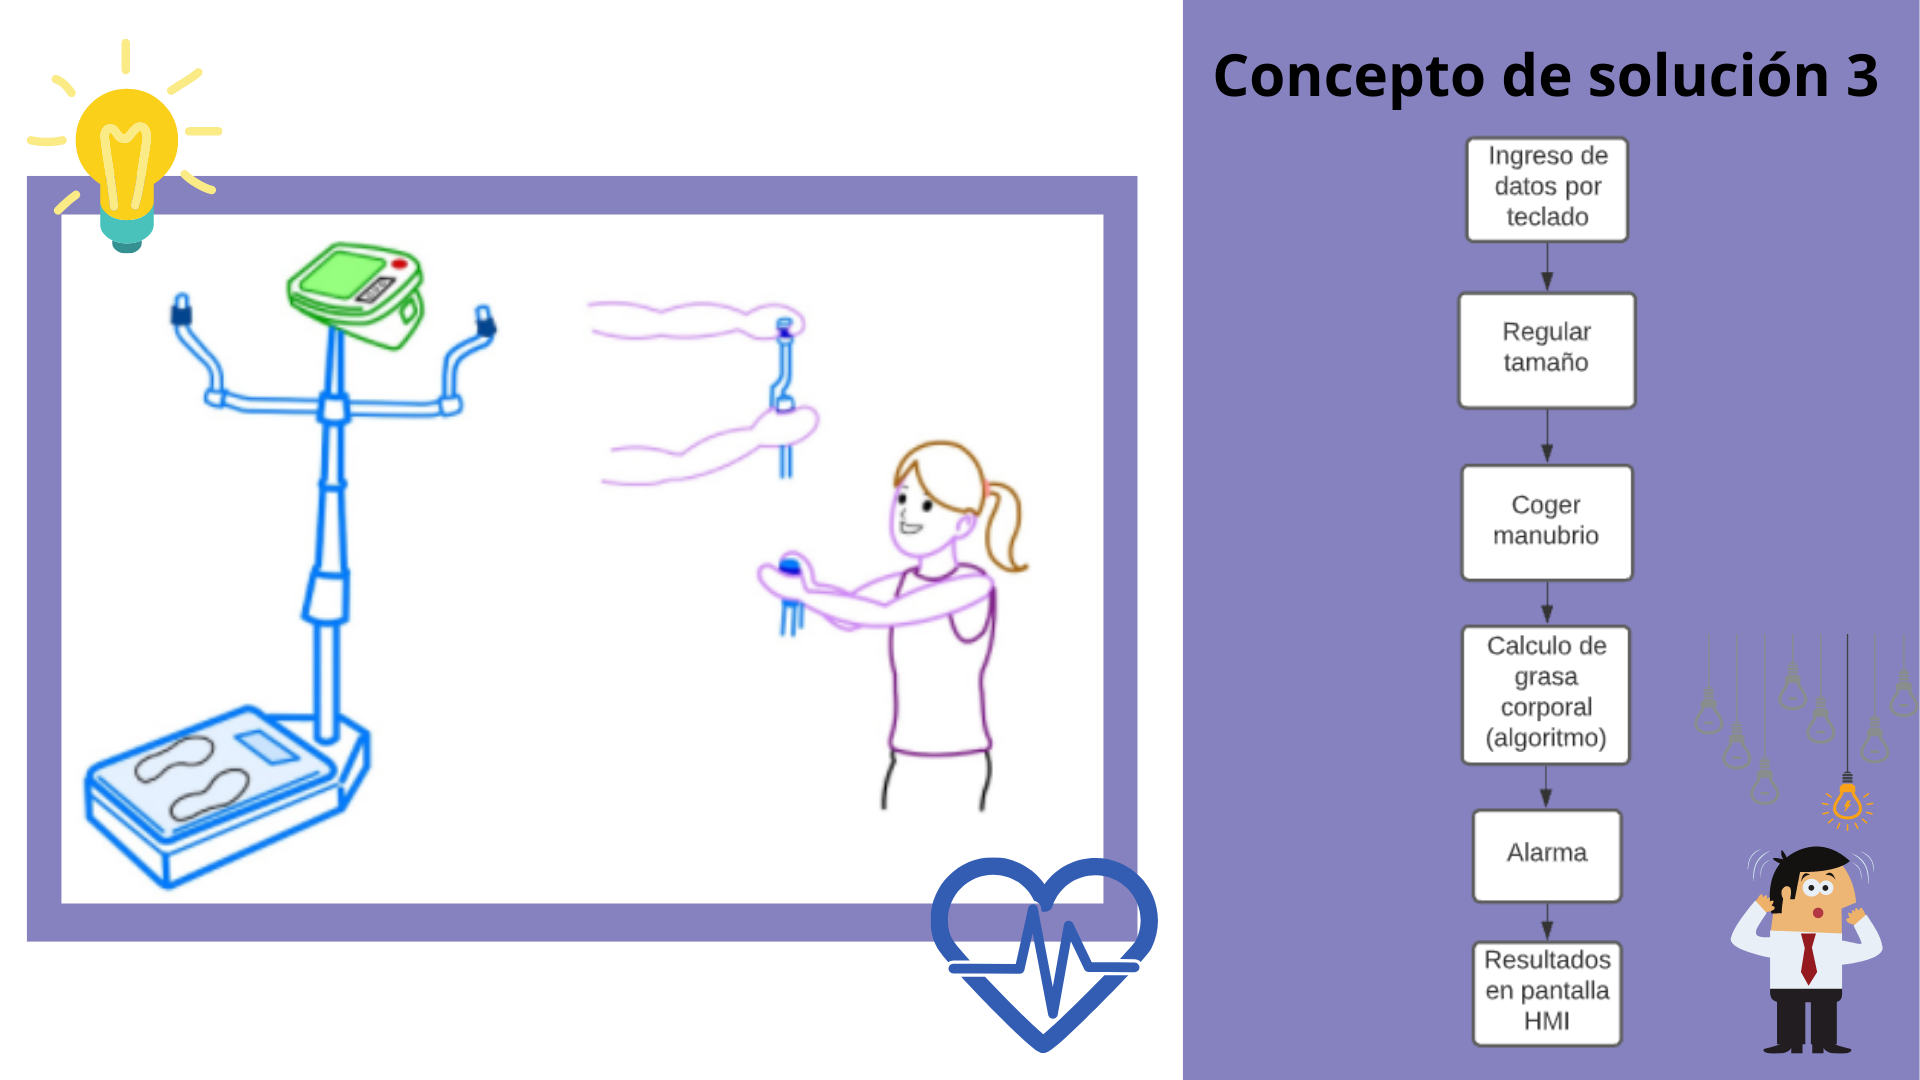 Concepto de solución 3
Ingreso de
datos por
teclado
Regular
tamaño
Coger
manubrio
Calculo de
grasa
corporal
(algoritmo)
Alarma
Resultados
en pantalla
HMI